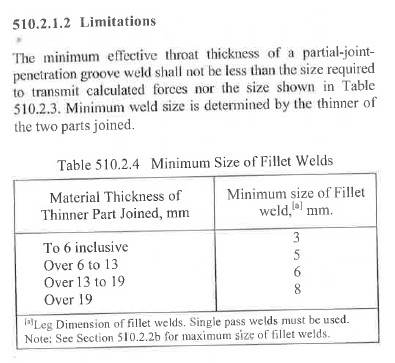 510.2.1.2 Limitations
The minimum effective throat thickness of a partial-joint-
penetration groove weld shall not be less than the size required
to transmit calculated forces nor the size shown in Table
510.2.3. Minimum weld size is determined by the thinner of
the two parts joined.
Table 510.2.4 Minimum Size of Fillet Welds
Material Thickness of
Thinner Part Joined, mm
Minimum size of Fillet
weld,[a] mm.
To 6 inclusive
Over 6 to 13
Over 13 to 19
Over 19
3
5
6
8
[a]Leg Dimension of fillet welds. Single pass welds must be used.
Note: See Section 510.2.2b for maximum size of fillet welds.